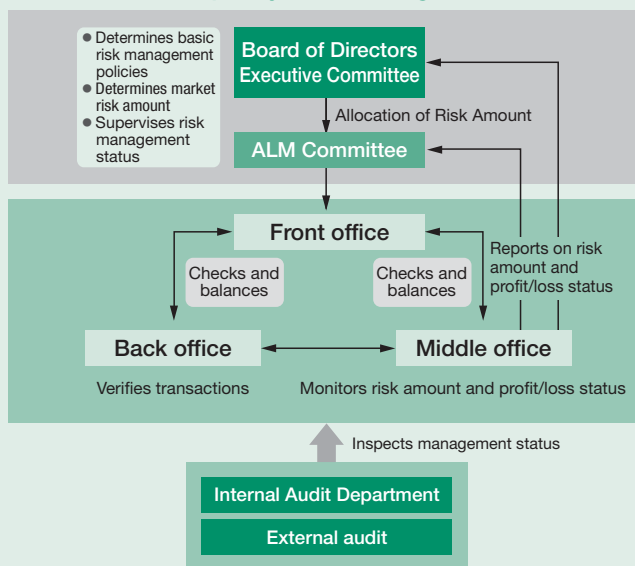 ● Determines basic
risk management
policies
● Determines market
risk amount
● Supervises risk
management
status
Board of Directors
Executive Committee
Allocation of Risk Amount
ALM Committee
Front office
Reports on risk
amount and
profit/loss status
Checks and
balances
Checks and
balances
Back office
Middle office
Verifies transactions
Monitors risk amount and profit/loss status
Inspects management status
Internal Audit Department
External audit